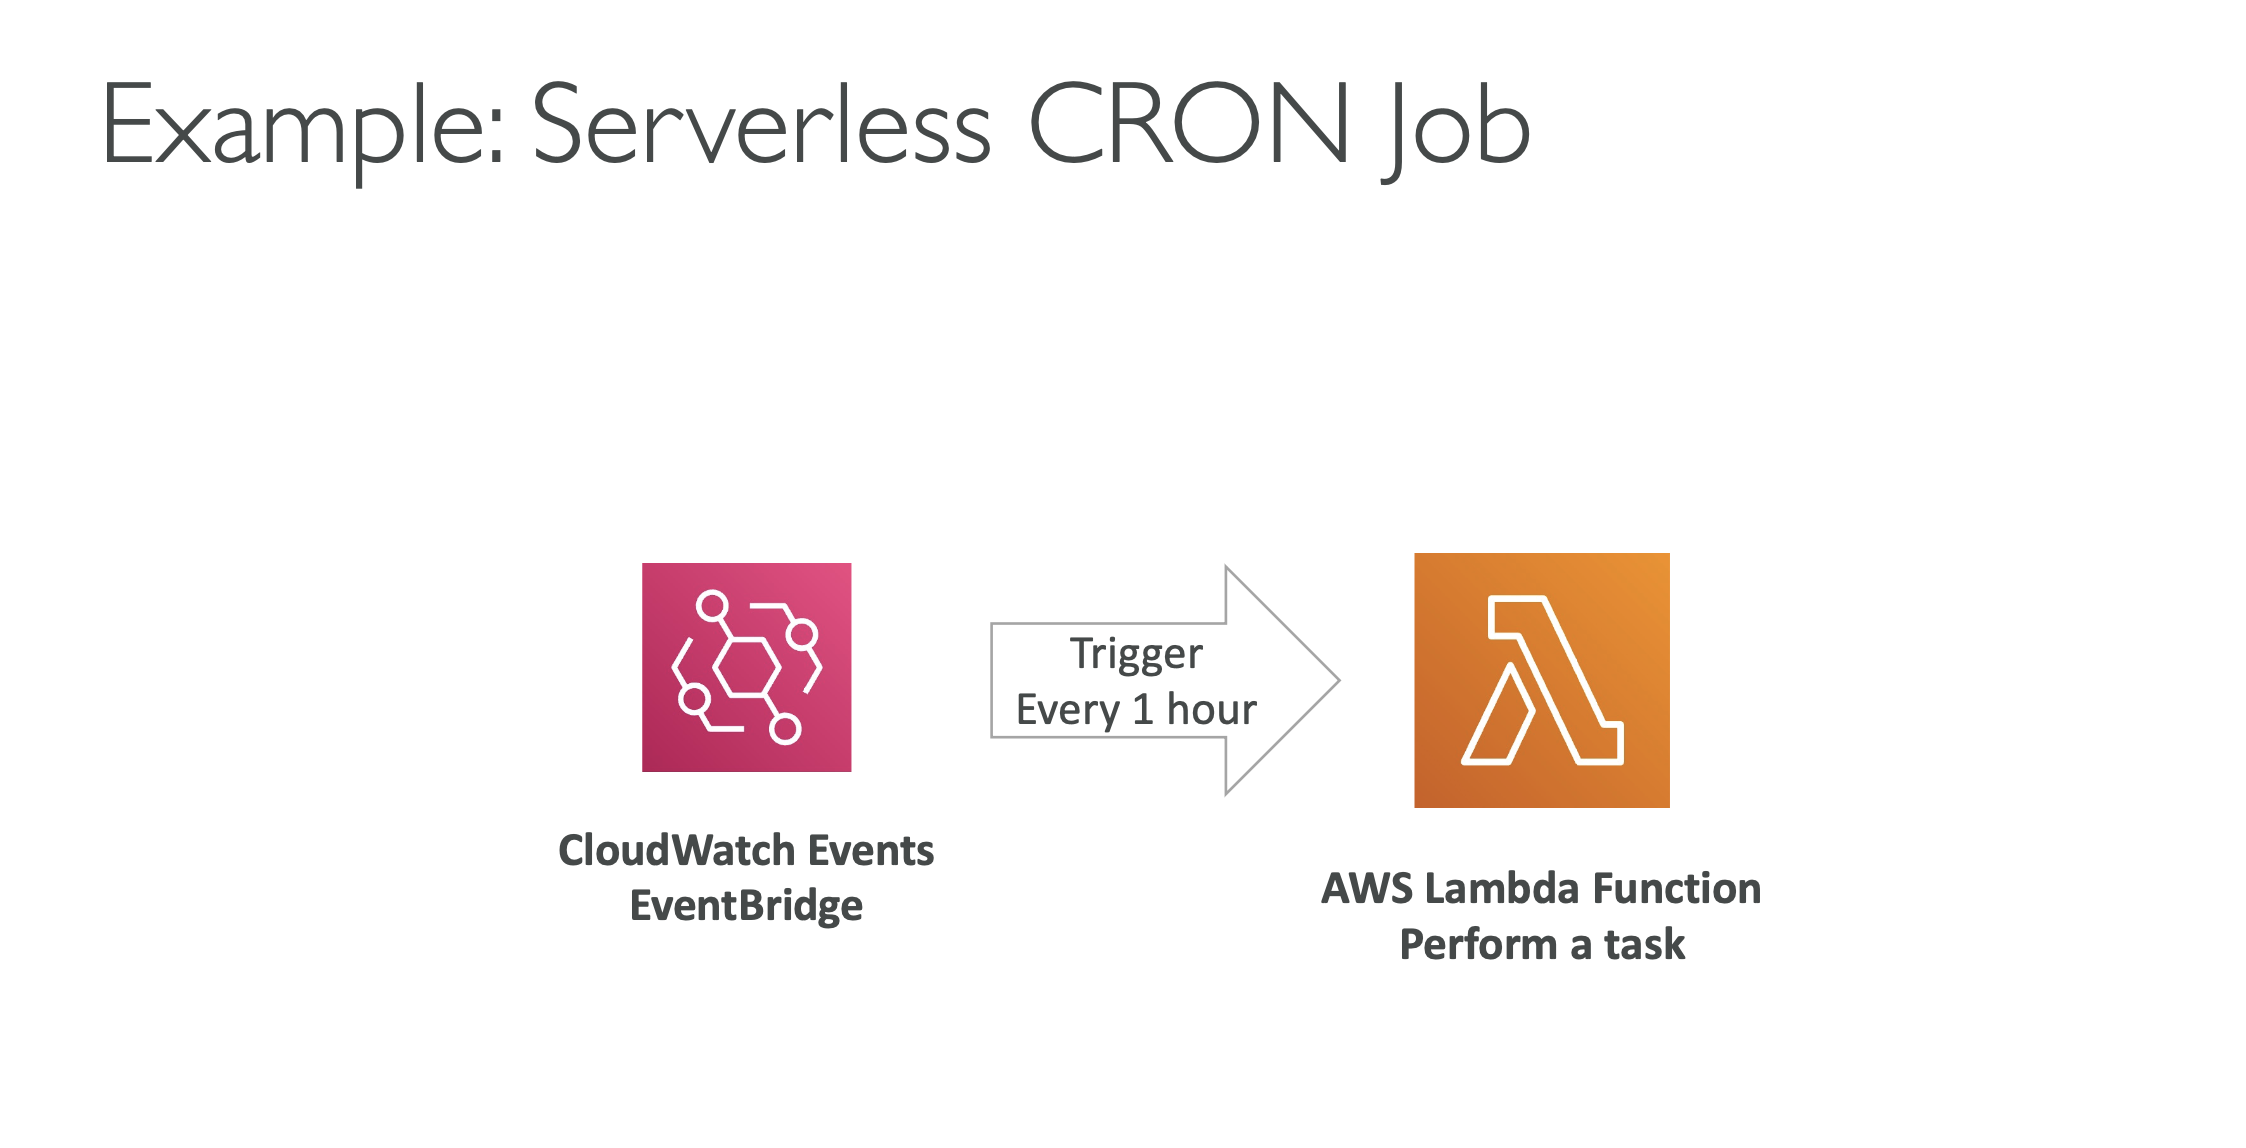 Example: Serverless CRON Job
Trigger
Every 1 hour
CloudWatch Events
EventBridge
AWS Lambda Function
Perform a task